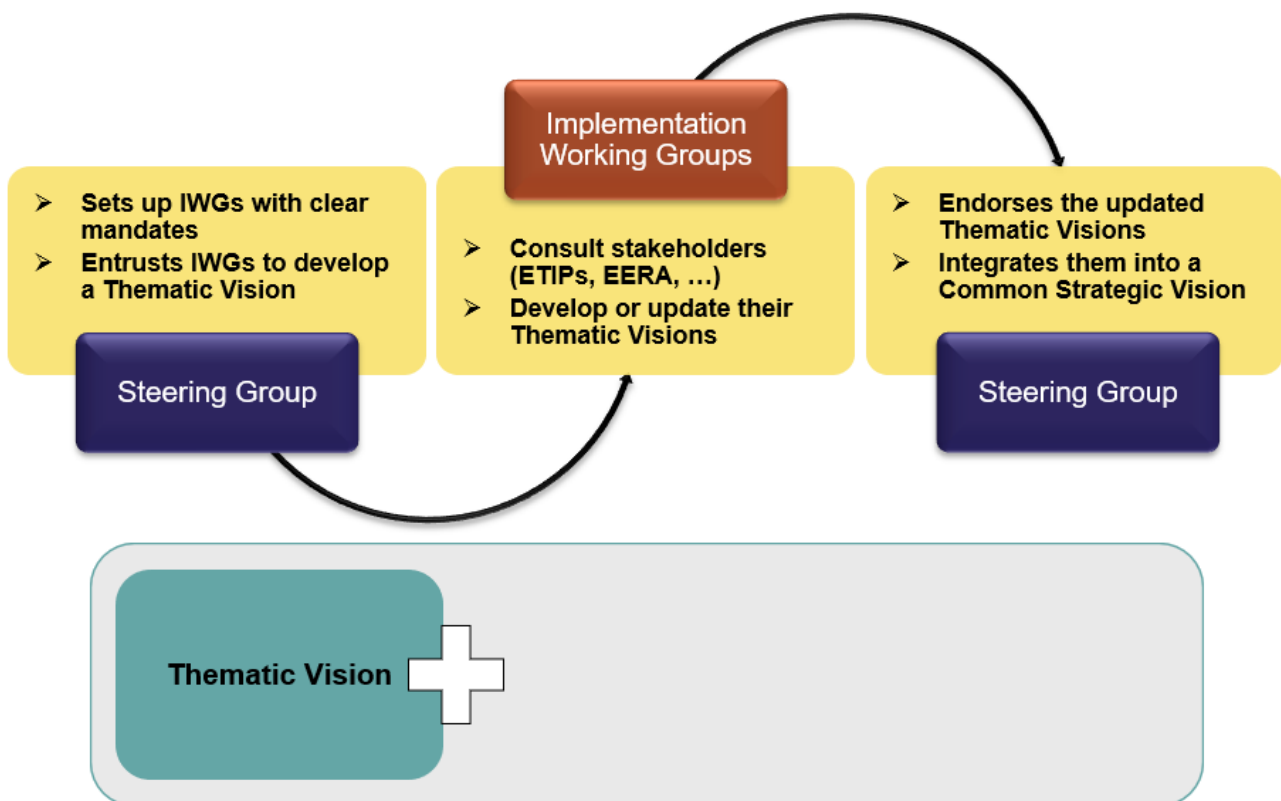 Implementation
Working Groups
➢ Sets up IWGs with clear
mandates
➢ Entrusts IWGs to develop
a Thematic Vision
Steering Group
➢ Consult stakeholders
(ETIPs, EERA, …)
➢ Develop or update their
Thematic Visions
➢ Endorses the updated
Thematic Visions
➢ Integrates them into a
Common Strategic Vision
Steering Group
Thematic Vision